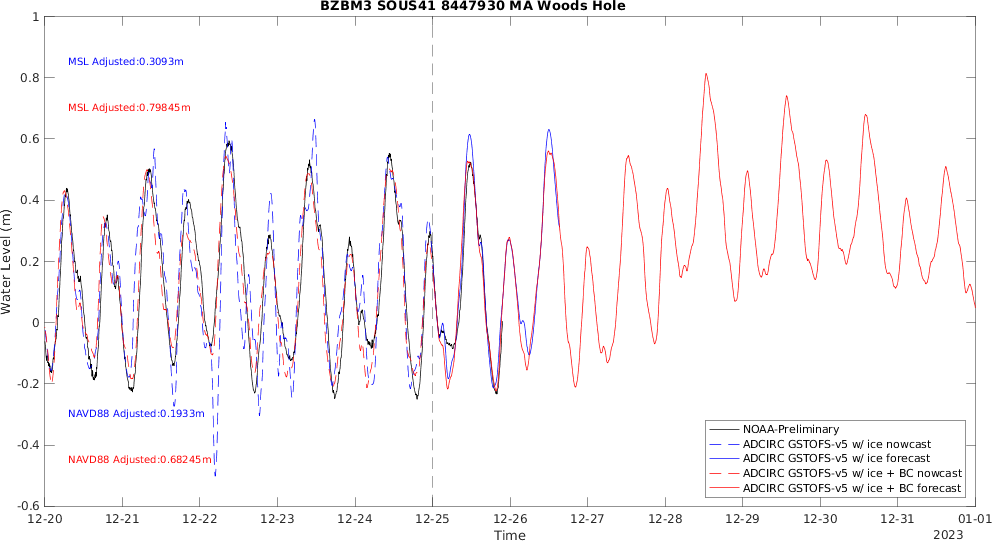 BZBM3 SOUS41 8447930 MA Woods Hole
1
0.8
0.6
0.4
0.2
0
-0.2
-0.4
-0.6
Water Level (m)
MSL Adjusted:0.3093m
MSL Adjusted:0.79845m
NAVD88 Adjusted:0.1933m
NAVD88 Adjusted:0.68245m
NOAA-Preliminary
ADCIRC GSTOFS-v5 w/ ice nowcast
ADCIRC GSTOFS-v5 w/ ice forecast
ADCIRC GSTOFS-v5 w/ ice + BC nowcast
ADCIRC GSTOFS-v5 w/ ice + BC forecast
12-20 12-21 12-22 12-23 12-24 12-25 12-26 12-27 12-28 12-29 12-30 12-31 01-01
Time
2023